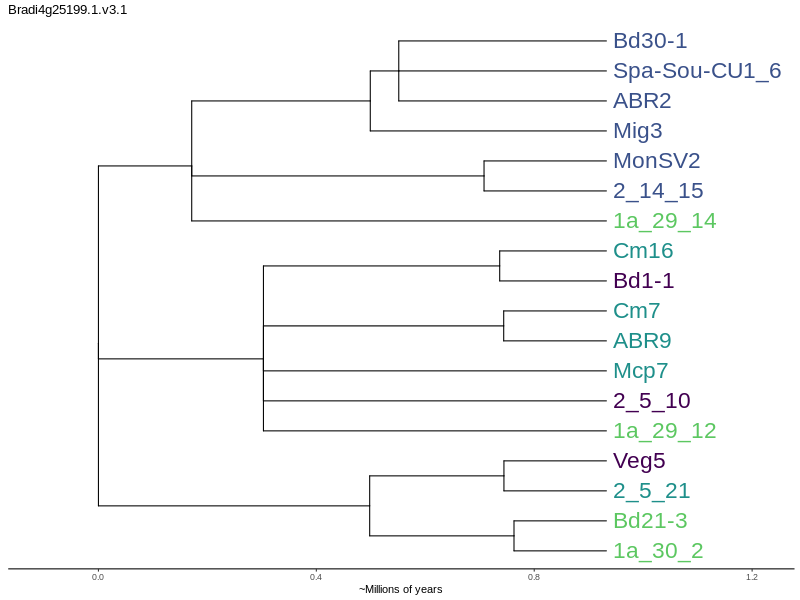 Bradi4g25199.1.v3.1
Bd30-1
Spa-Sou-CU1_6
ABR2
Mig3
MonSV2
2_14_15
1a_29_14
Cm16
Bd1-1
Cm7
ABR9
Mcp7
2_5_10
1a_29_12
Veg5
2_5_21
Bd21-3
1a_30_2
0.0 0.4 0.8 1.2
~Millions of years